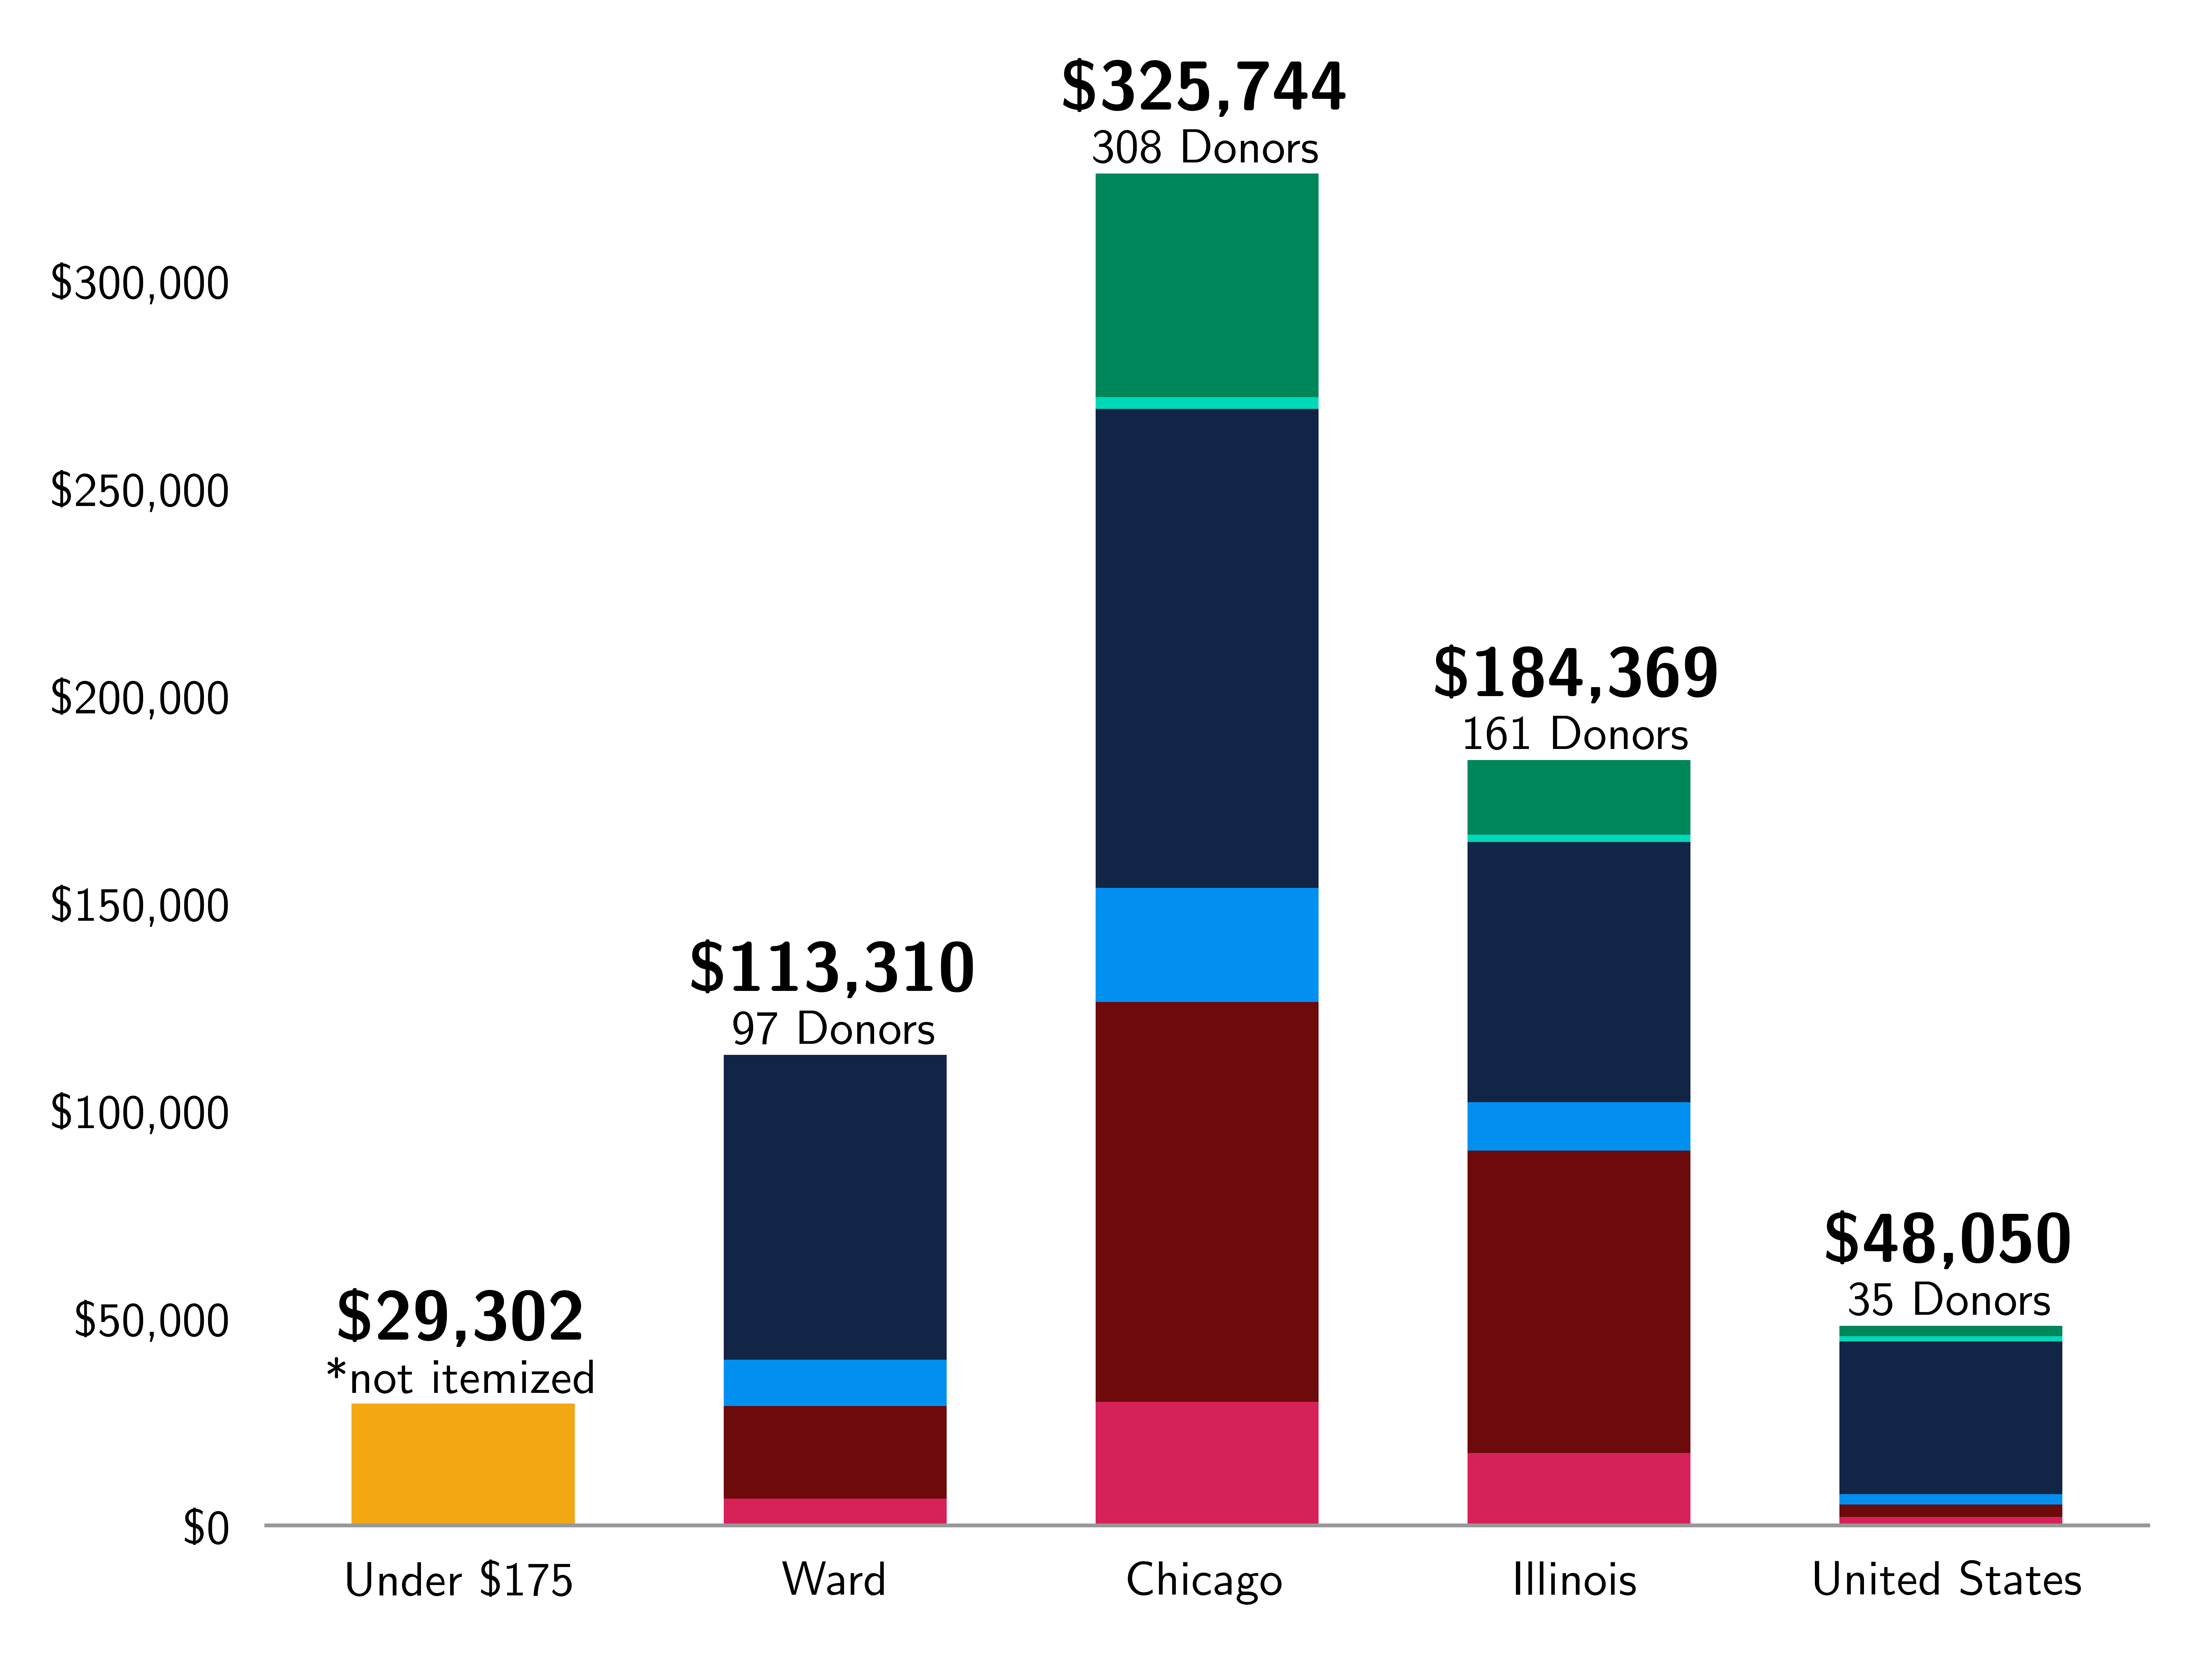 $325,744
308 Donors
$300,000
$250,000
$200,000
$184,369
161 Donors
$150,000
$113,310
97 Donors
$100,000
$50,000
$48,050
35 Donors
$29,302
*not itemized
$0
Under $175
Ward
Chicago
Illinois
United States